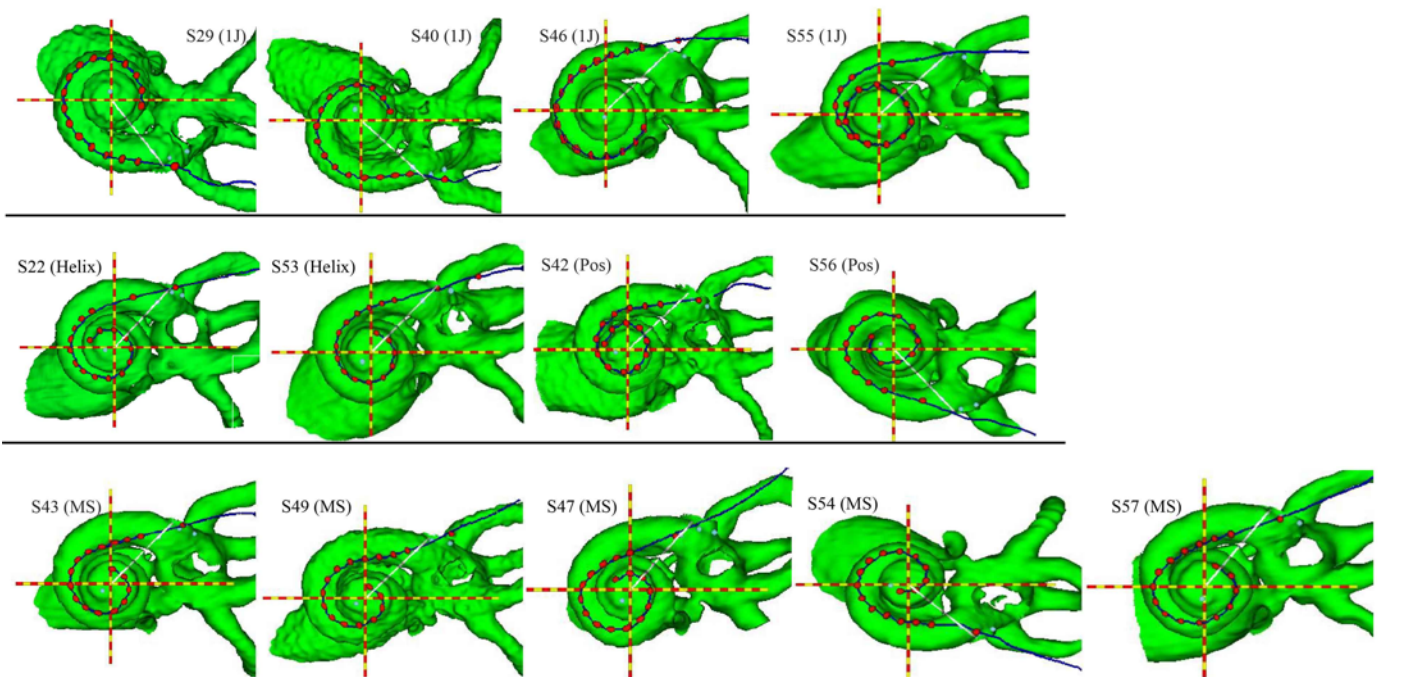 S29 (1J)
S40 (1J)
S46 (1J)
S55 (1J)
S22 (Helix)
S53 (Helix)
S42 (Pos)
S56 (Pos)
S43 (MS)
S49 (MS)
S47 (MS)
S54 (MS)
S57 (MS)